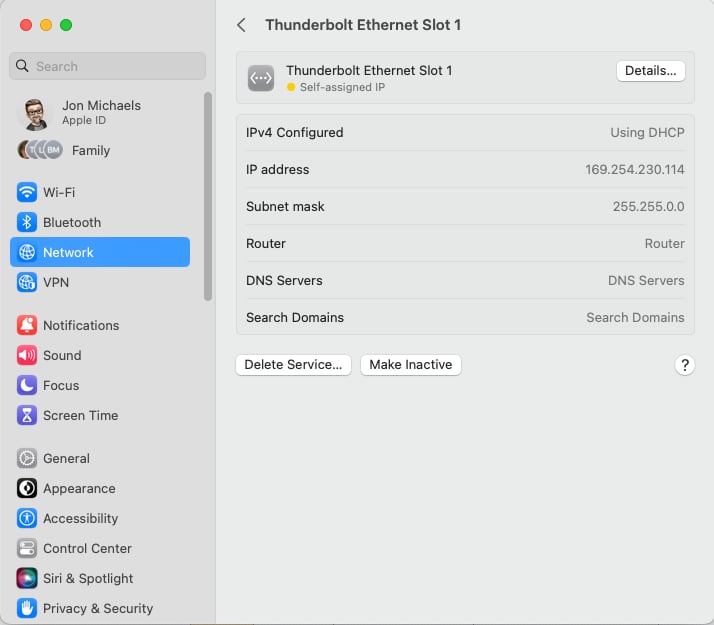 Thunderbolt Ethernet Slot 1
Search
Jon Michaels
Apple ID
Family
Wi-Fi
Bluetooth
Network
VPN
Notifications
Sound
Focus
Screen Time
General
Appearance
Accessibility
Control Center
Siri & Spotlight
Privacy & Security
Thunderbolt Ethernet Slot 1
Self-assigned IP
Details...
IPv4 Configured Using DHCP
IP address 169.254.230.114
Subnet mask 255.255.0.0
Router Router
DNS Servers DNS Servers
Search Domains Search Domains
Delete Service... Make Inactive ?